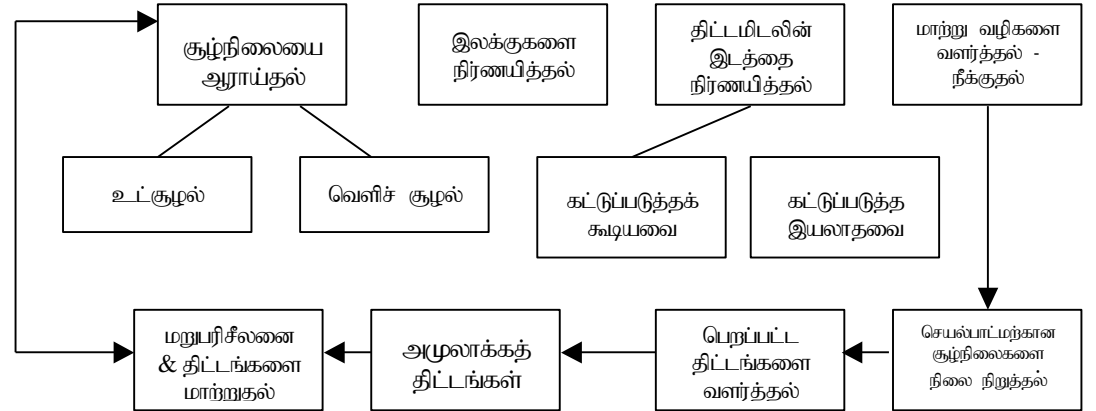 சூழ்நிலையை
ஆராய்தல்
இலக்குகளை
நிர்ணயித்தல்
திட்டமிடலின்
இடத்தை
நிர்ணயித்தல்
மாற்று வழிகளை
வளர்த்தல் -
நீக்குதல்
உட்சூழல்
வெளிச் சூழல்
கட்டுப்படுத்தக்
கூடியவை
கட்டுப்படுத்த
இயலாதவை
மறுபரிசீலனை
& திட்டங்களை
மாற்றுதல்
அமுலாக்கத்
திட்டங்கள்
பெறப்பட்ட
திட்டங்களை
வளர்த்தல்
செயல்பாட்மற்கான
சூழ்நிலைகளை
நிலை நிறுத்தல்